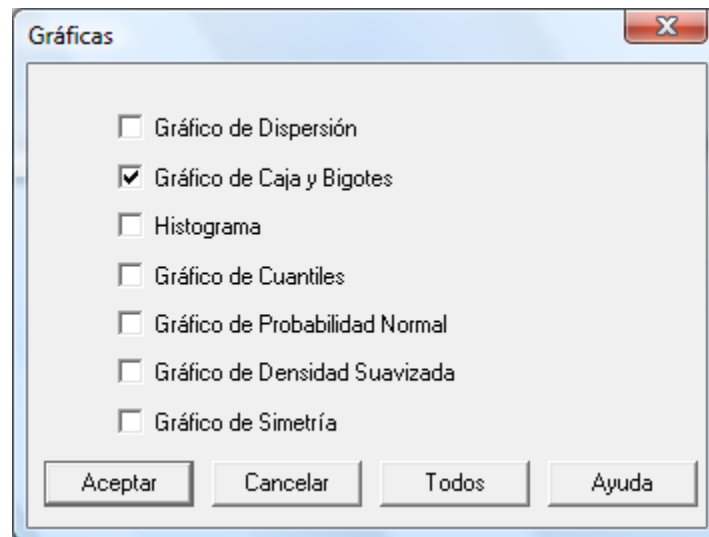 Gráficas
Gráfico de Dispersión
Gráfico de Caja y Bigotes
Histograma
Gráfico de Cuantiles
Gráfico de Probabilidad Normal
Gráfico de Densidad Suavizada
Gráfico de Simetría
Aceptar Cancelar Todos Ayuda